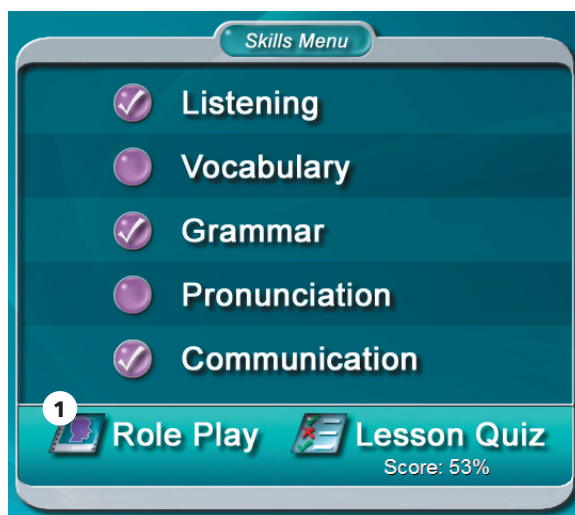 Skills Menu
Listening
Vocabulary
Grammar
Pronunciation
Communication
1
Role Play Lesson Quiz
Score: 53%